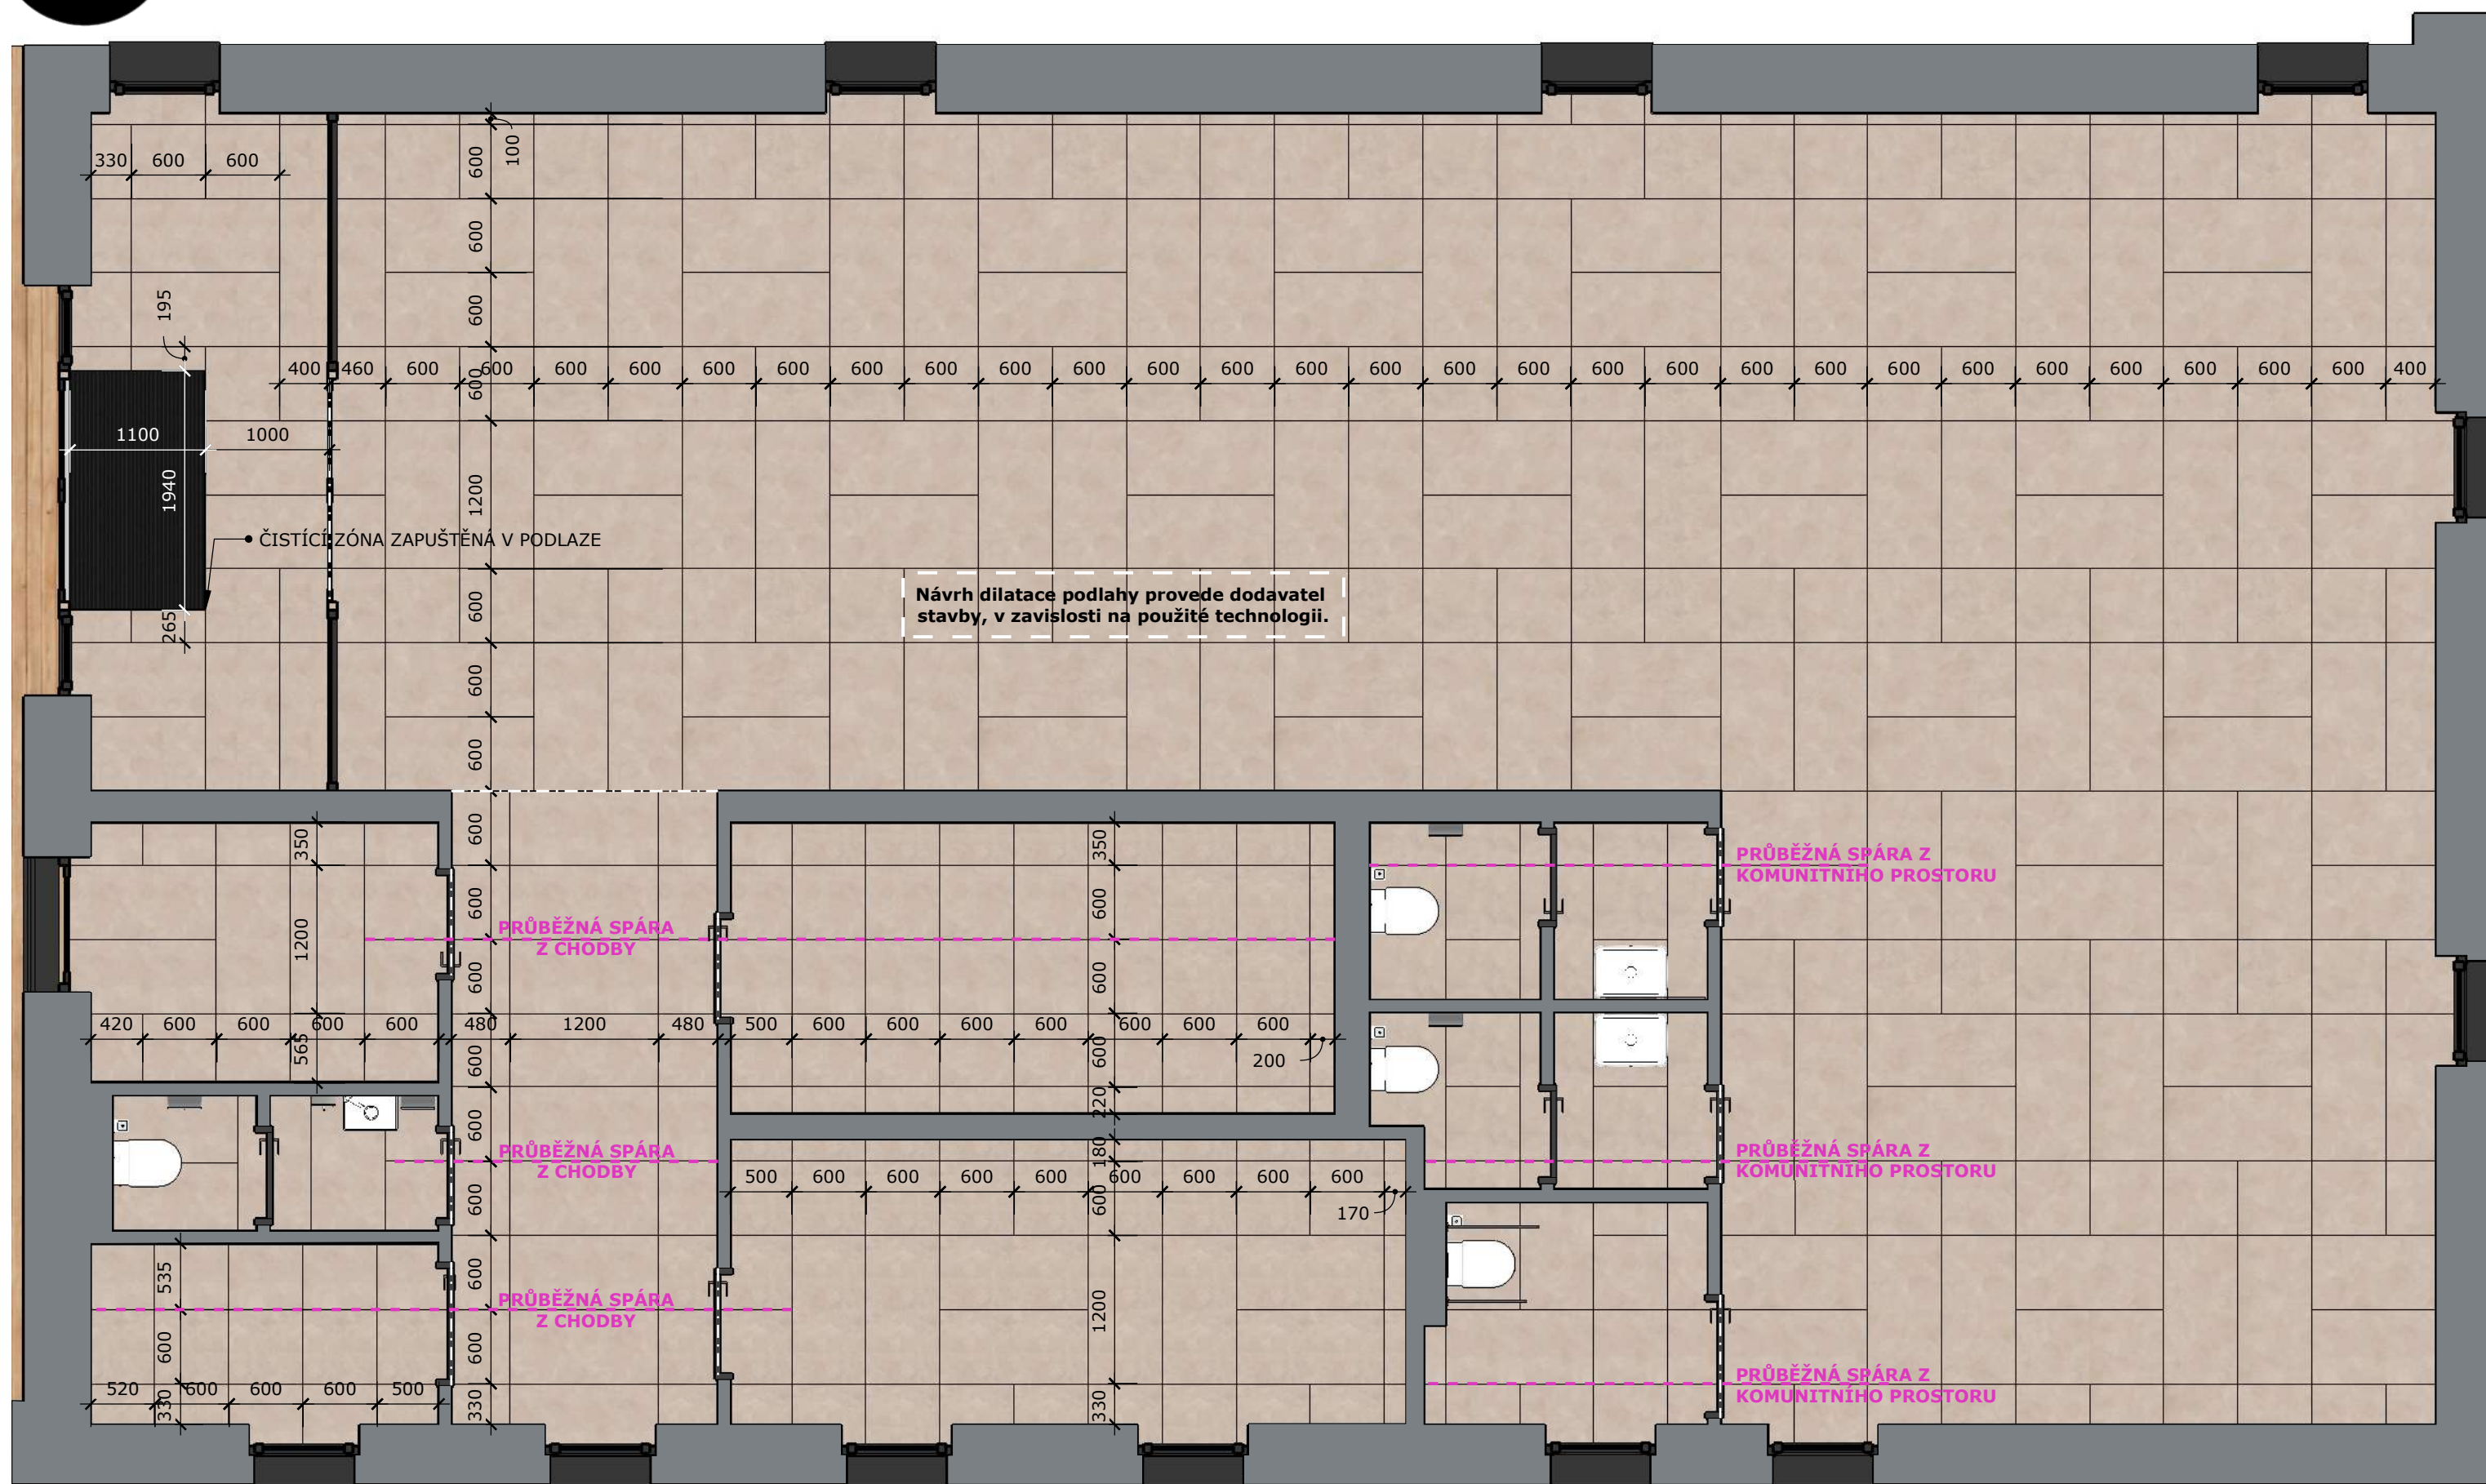 330 600 600
600
100
600
195
600
400 460 600 600 600 600 600 600 600 600 600 600 600 600 600 600 600 600 600 600 600 600 600 600 600 600 600 600 400
600
1100 1000
1940
1200
ČISTÍCÍ ZÓNA ZAPUŠTĚNÁ V PODLAZE
265
600
Návrh dilatace podlahy provede dodavatel
stavby, v zavislosti na použité technologii.
600
600
350
600
350
PRŮBĚŽNÁ SPÁRA Z
KOMUNITNÍHO PROSTORU
1200
600
PRŮBĚŽNÁ SPÁRA
Z CHODBY
600
600
600
420 600 600 600 600 480 1200 480 500 600 600 600 600 600 600 600
200
565
600
600
220
600
PRŮBĚŽNÁ SPÁRA
Z CHODBY
180
PRŮBĚŽNÁ SPÁRA Z
KOMUNITNÍHO PROSTORU
500 600 600 600 600 600 600 600 600
170
600
600
535
600
PRŮBĚŽNÁ SPÁRA
Z CHODBY
1200
600
600
PRŮBĚŽNÁ SPÁRA Z
KOMUNITNÍHO PROSTORU
520 600 600 600 500
330
330
330